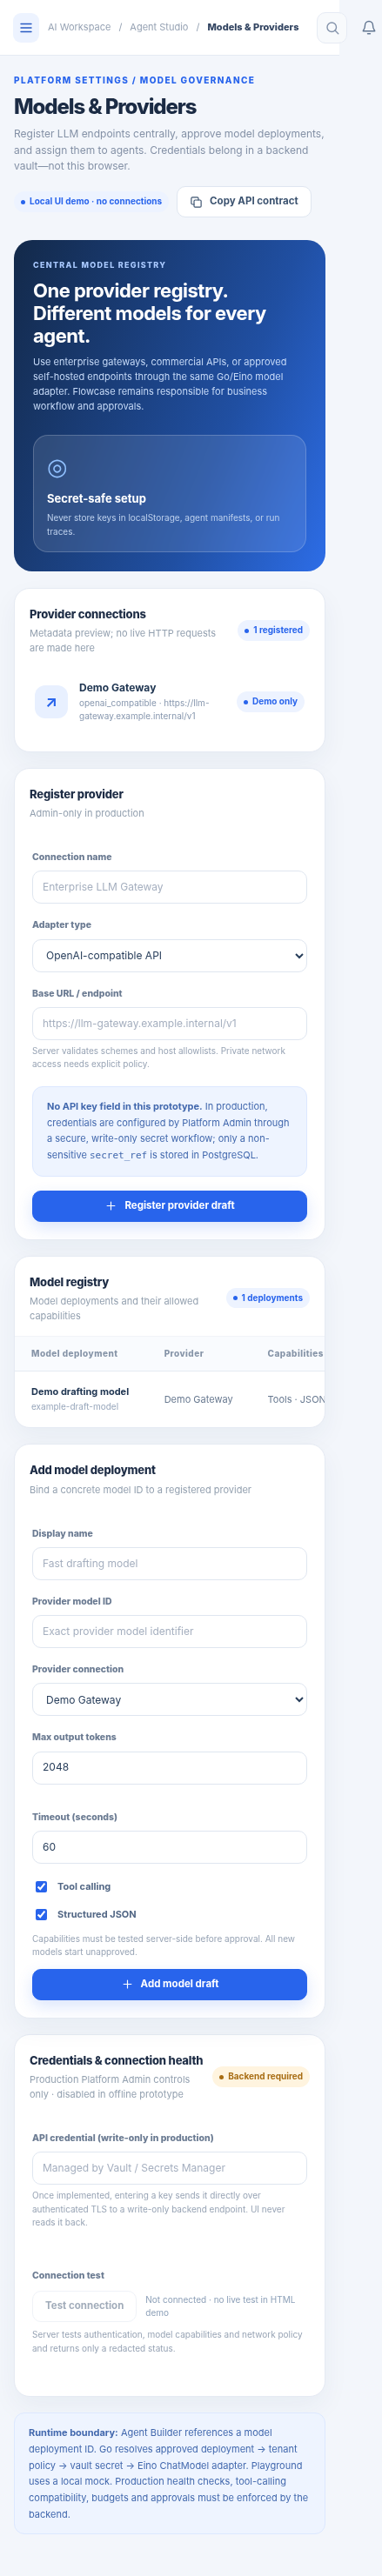 AI Workspace / Agent Studio / Models & Providers
PLATFORM SETTINGS / MODEL GOVERNANCE
Models & Providers
Register LLM endpoints centrally, approve model deployments,
and assign them to agents. Credentials belong in a backend
vault—not this browser.
Local UI demo · no connections
Copy API contract
CENTRAL MODEL REGISTRY
One provider registry.
Different models for every
agent.
Use enterprise gateways, commercial APIs, or approved
self-hosted endpoints through the same Go/Eino model
adapter. Flowcase remains responsible for business
workflow and approvals.
Secret-safe setup
Never store keys in localStorage, agent manifests, or run
traces.
Provider connections
Metadata preview; no live HTTP requests
are made here
1 registered
Demo Gateway
openai_compatible · https://llm-
gateway.example.internal/v1
Demo only
Register provider
Admin-only in production
Connection name
Enterprise LLM Gateway
Adapter type
OpenAI-compatible API
Base URL / endpoint
https://llm-gateway.example.internal/v1
Server validates schemes and host allowlists. Private network
access needs explicit policy.
No API key field in this prototype. In production,
credentials are configured by Platform Admin through
a secure, write-only secret workflow; only a non-
sensitive secret_ref is stored in PostgreSQL.
Register provider draft
Model registry
Model deployments and their allowed
capabilities
1 deployments
Model deployment Provider Capabilities
Demo drafting model
example-draft-model
Demo Gateway
Tools · JSON
Add model deployment
Bind a concrete model ID to a registered provider
Display name
Fast drafting model
Provider model ID
Exact provider model identifier
Provider connection
Demo Gateway
Max output tokens
2048
Timeout (seconds)
60
Tool calling
Structured JSON
Capabilities must be tested server-side before approval. All new
models start unapproved.
Add model draft
Credentials & connection health
Production Platform Admin controls
only · disabled in offline prototype
Backend required
API credential (write-only in production)
Managed by Vault / Secrets Manager
Once implemented, entering a key sends it directly over
authenticated TLS to a write-only backend endpoint. UI never
reads it back.
Connection test
Test connection
Not connected · no live test in HTML
demo
Server tests authentication, model capabilities and network policy
and returns only a redacted status.
Runtime boundary: Agent Builder references a model
deployment ID. Go resolves approved deployment → tenant
policy → vault secret → Eino ChatModel adapter. Playground
uses a local mock. Production health checks, tool-calling
compatibility, budgets and approvals must be enforced by the
backend.